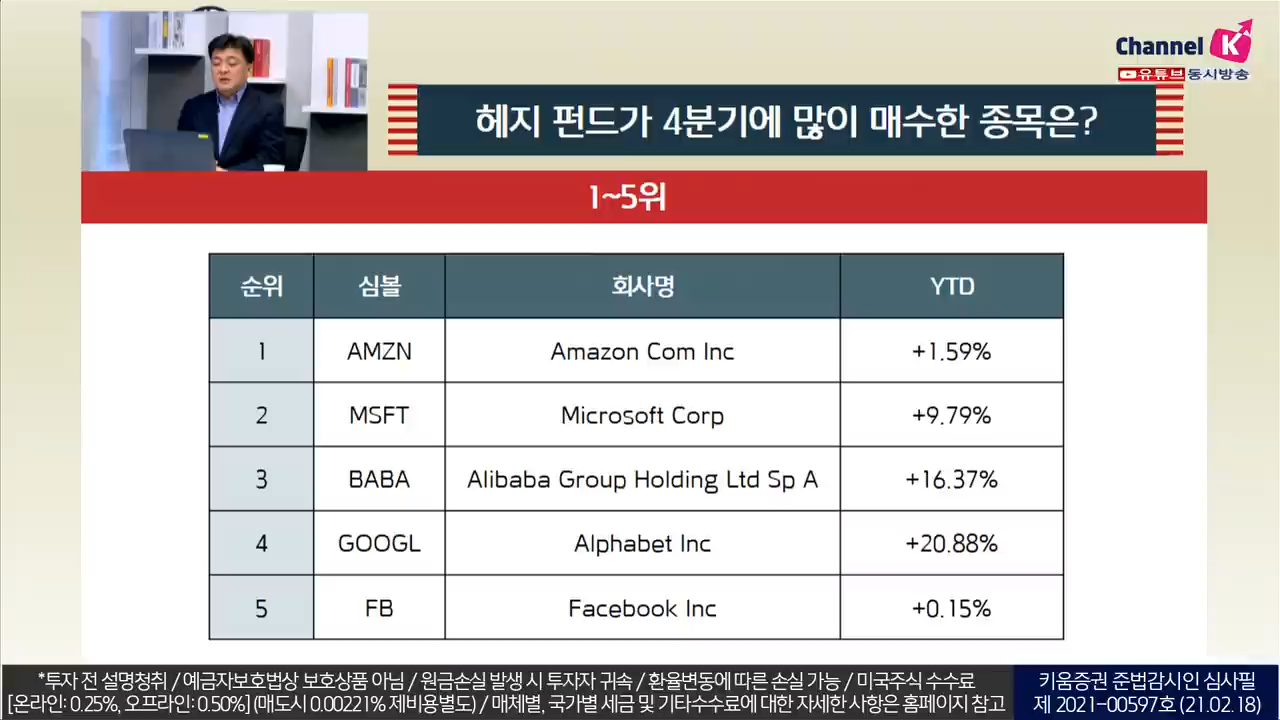 Channel K
유튜브 동시방송
헤지 펀드가 4분기에 많이 매수한 종목은?
1~5위
순위 심볼 회사명 YTD
1 AMZN Amazon Com Inc +1.59%
2 MSFT Microsoft Corp +9.79%
3 BABA Alibaba Group Holding Ltd Sp A +16.37%
4 GOOGL Alphabet Inc +20.88%
5 FB Facebook Inc +0.15%
*투자 전 설명청취 / 예금자보호법상 보호상품 아님 / 원금손실 발생 시 투자자 귀속 / 환율변동에 따른 손실 가능 / 미국주식 수수료
[온라인: 0.25%, 오프라인: 0.50%] (매도시 0.00221% 제비용별도) / 매체별, 국가별 세금 및 기타수수료에 대한 자세한 사항은 홈페이지 참고
키움증권 준법감시인 심사필
제 2021-00597호 (21.02.18)